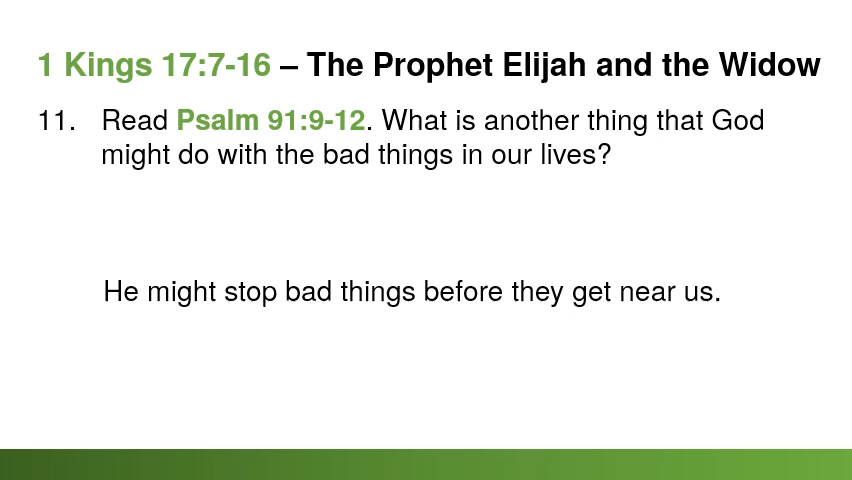 1 Kings 17:7-16 – The Prophet Elijah and the Widow
11. Read Psalm 91:9-12. What is another thing that God
might do with the bad things in our lives?
He might stop bad things before they get near us.